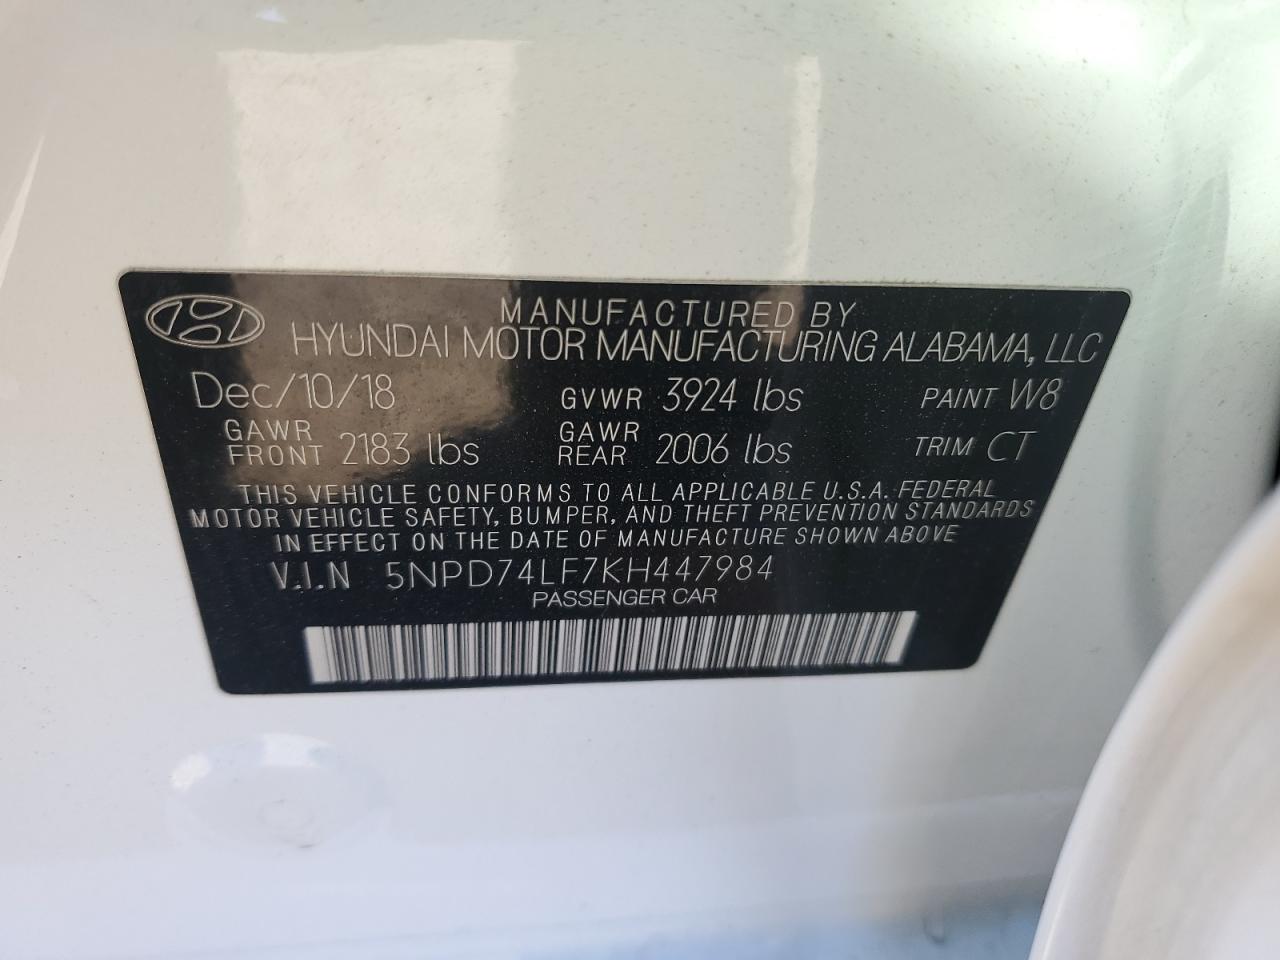 MANUFACTURED BY
HYUNDAI MOTOR MANUFACTURING ALABAMA, LLC
Dec/10/18 GVWR 3924 lbs PAINT W8
GAWR FRONT 2183 lbs GAWR REAR 2006 lbs TRIM CT
THIS VEHICLE CONFORMS TO ALL APPLICABLE U.S.A. FEDERAL
MOTOR VEHICLE SAFETY, BUMPER, AND THEFT PREVENTION STANDARDS
IN EFFECT ON THE DATE OF MANUFACTURE SHOWN ABOVE
V.I.N 5NPD74LF7KH447984
PASSENGER CAR